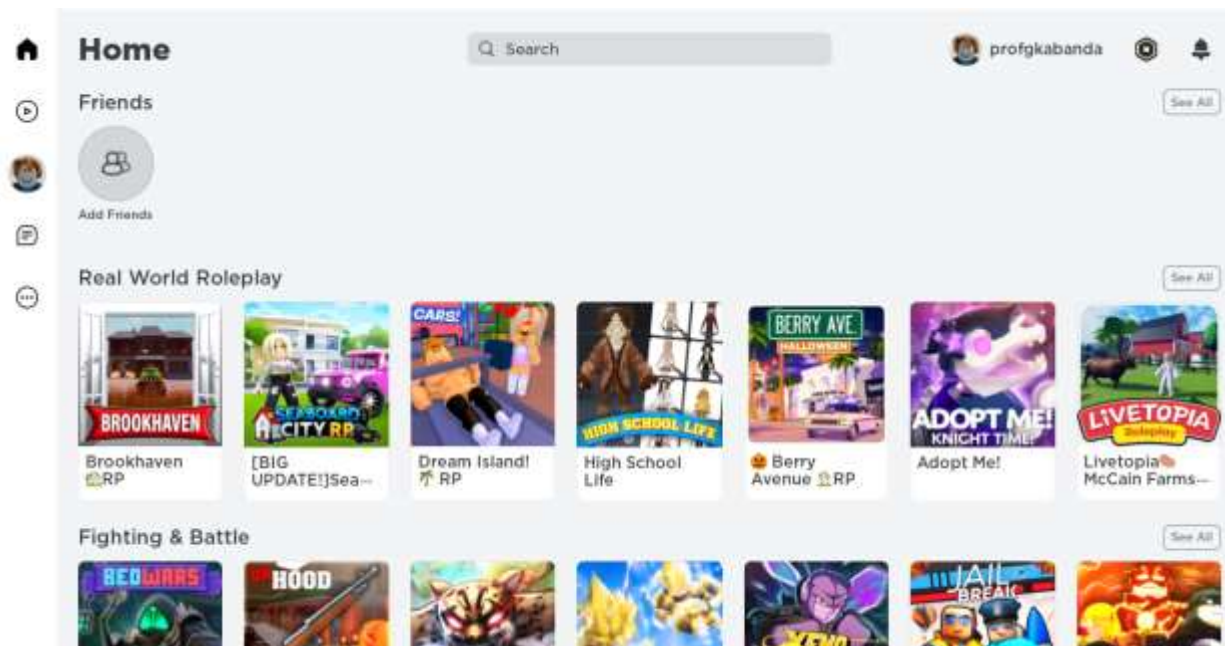 Home
Search
profgkabanda
Friends
See All
Add Friends
Real World Roleplay
See All
CARS!
BERRY AVE.
HALLOWEEN
BROOKHAVEN
SEABOARD
CITY RP
HIGH SCHOOL LIFE
ADOPT ME!
KNIGHT TIME!
LIVETOPIA
Roleplay
Brookhaven
🏡RP
[BIG
UPDATE!]Sea...
Dream Island!
🌴 RP
High School
Life
🎃 Berry
Avenue 🏠RP
Adopt Me!
Livetopia🥔
McCain Farms...
Fighting & Battle
See All
BEDWARS
HOOD
JAIL
BREAK